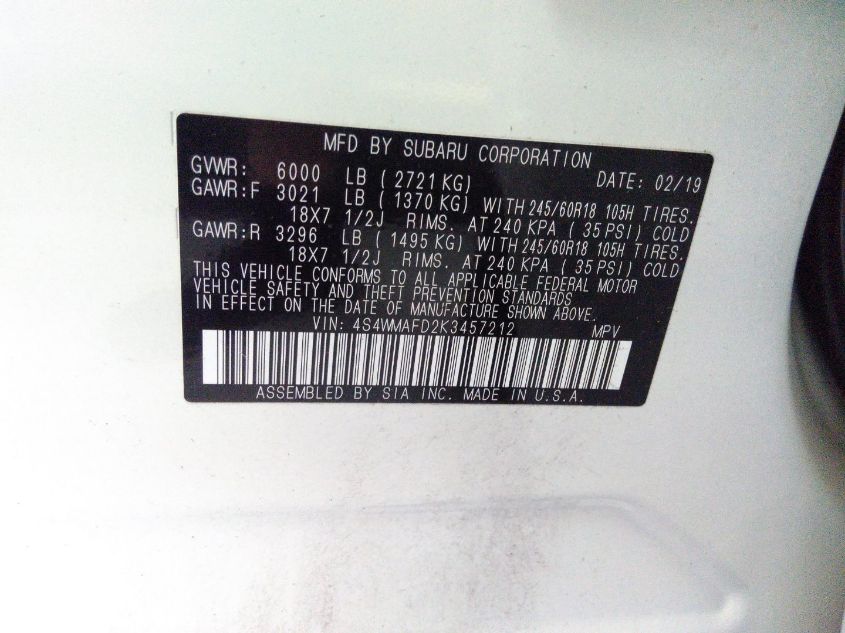 MFD BY SUBARU CORPORATION
GVWR: 6000 LB ( 2721 KG) DATE: 02/19
GAWR:F 3021 LB ( 1370 KG) WITH 245/60R18 105H TIRES.
18X7 1/2J RIMS. AT 240 KPA ( 35 PSI) COLD
GAWR:R 3296 LB ( 1495 KG) WITH 245/60R18 105H TIRES.
18X7 1/2J RIMS. AT 240 KPA ( 35 PSI) COLD
THIS VEHICLE CONFORMS TO ALL APPLICABLE FEDERAL MOTOR
VEHICLE SAFETY AND THEFT PREVENTION STANDARDS
IN EFFECT ON THE DATE OF MANUFACTURE SHOWN ABOVE.
VIN: 4S4WMAFD2K3457212 MPV
ASSEMBLED BY SIA INC. MADE IN U.S.A.